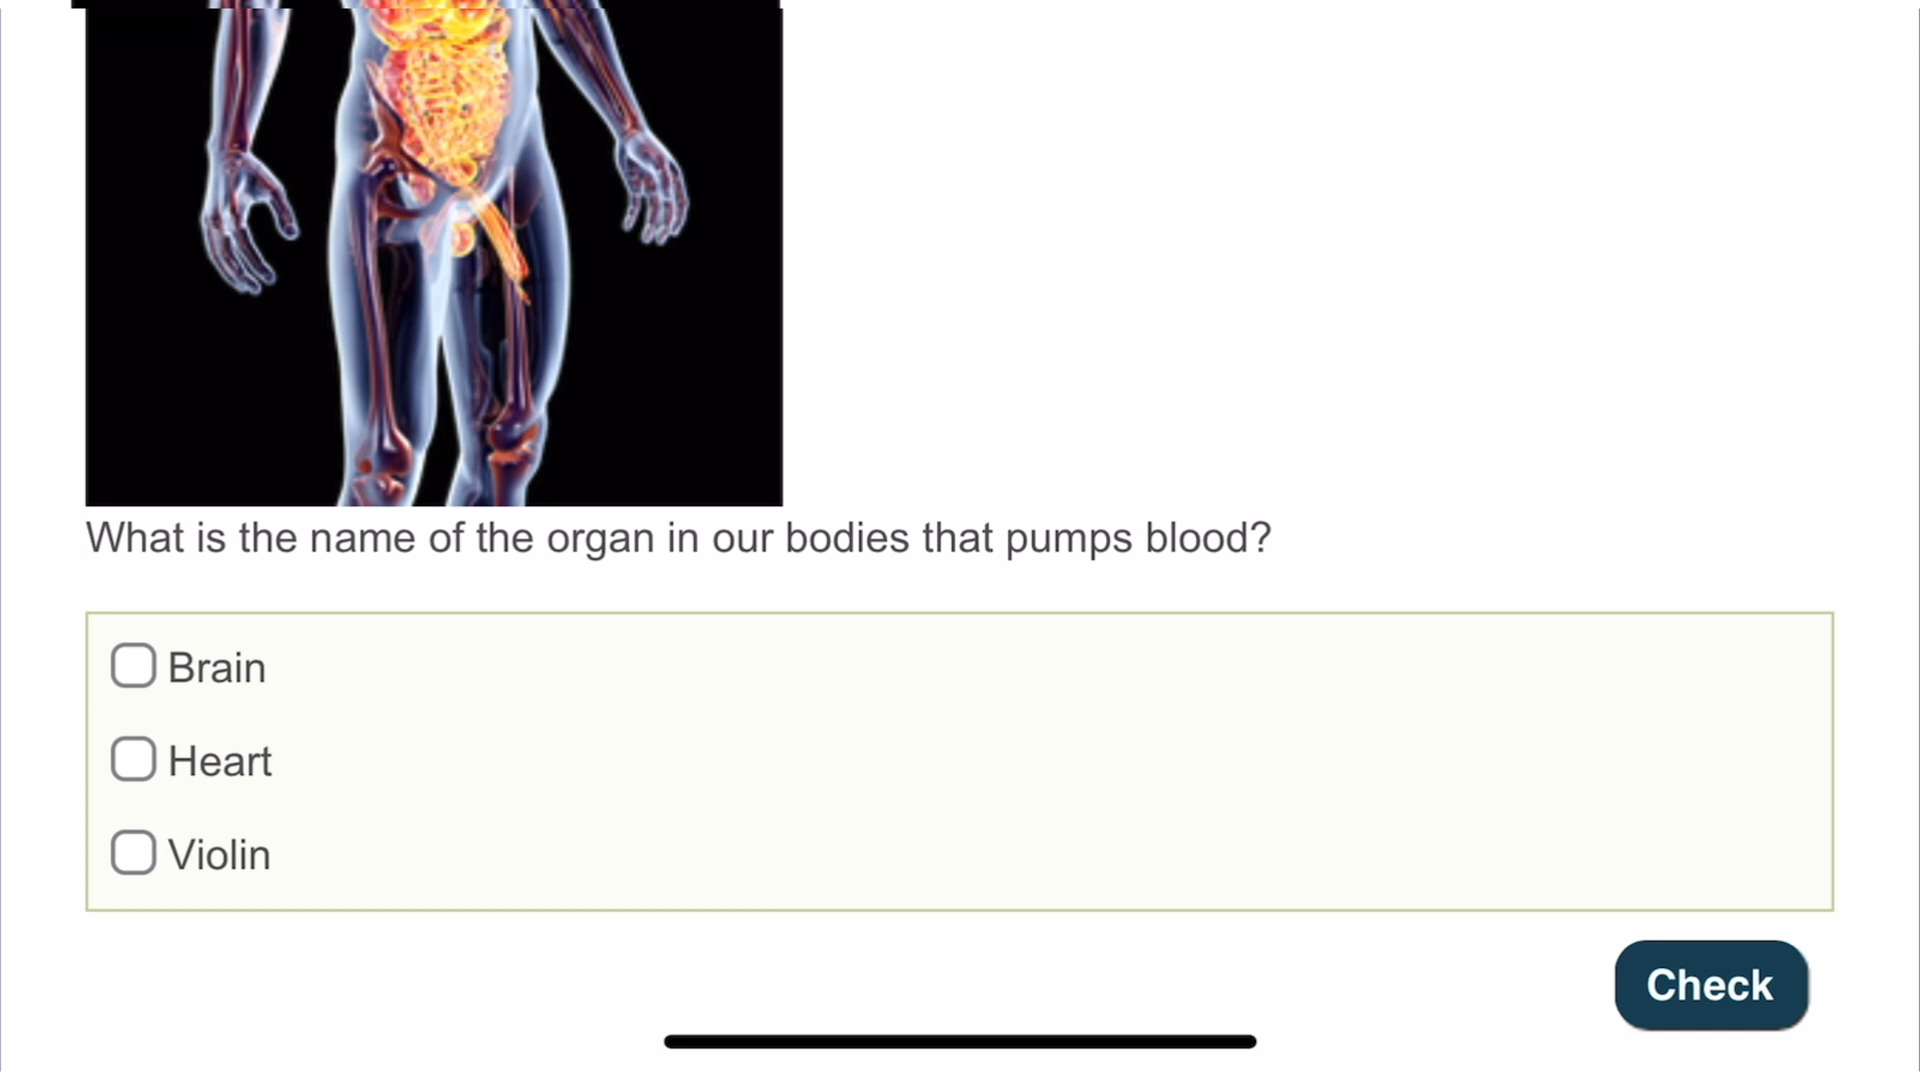 What is the name of the organ in our bodies that pumps blood?
Brain
Heart
Violin
Check